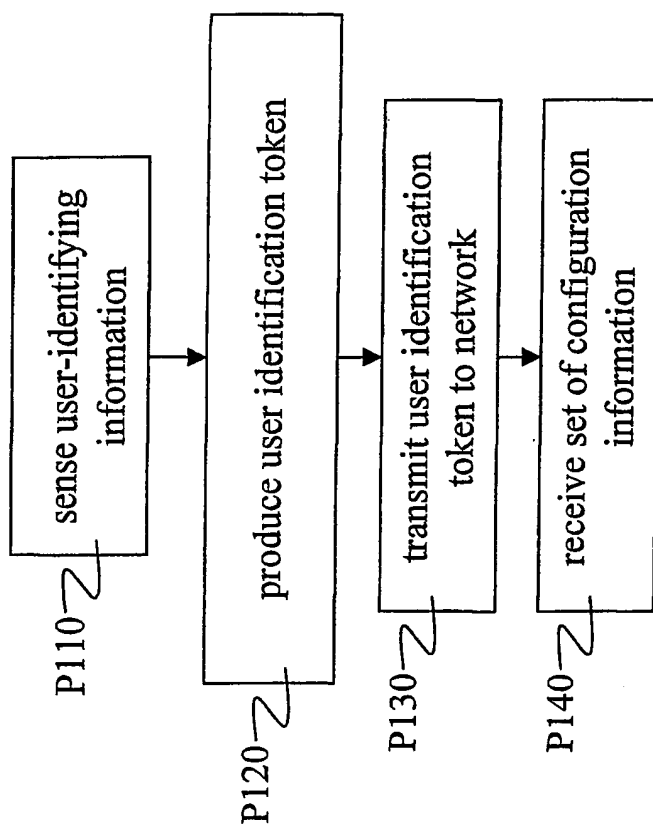 P110
sense user-identifying
information
P120
produce user identification token
P130
transmit user identification
token to network
P140
receive set of configuration
information